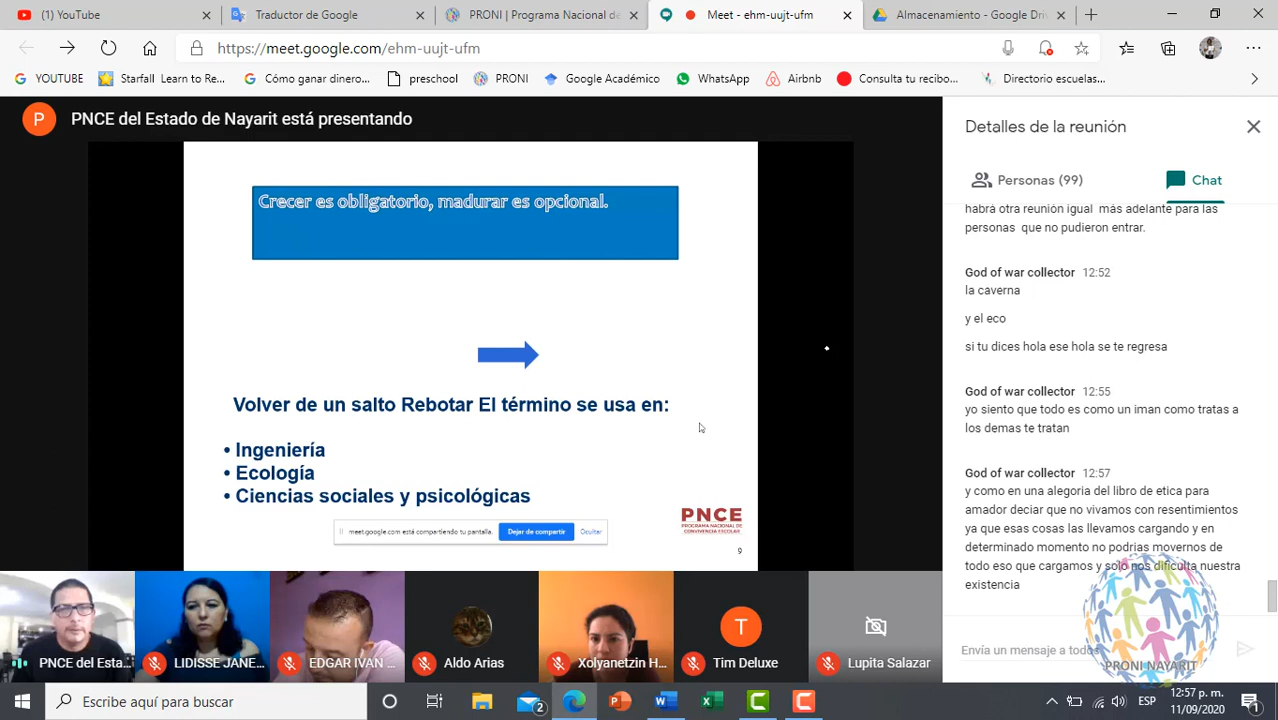 (1) YouTube
Traductor de Google
PRONI | Programa Nacional de
Meet - ehm-uujt-ufm
Almacenamiento - Google Driv
https://meet.google.com/ehm-uujt-ufm
YOUTUBE
Starfall Learn to Re...
Cómo ganar dinero...
preschool
PRONI
Google Académico
WhatsApp
Airbnb
Consulta tu recibo...
Directorio escuelas...
P
PNCE del Estado de Nayarit está presentando
Crecer es obligatorio, madurar es opcional.
Volver de un salto Rebotar El término se usa en:
• Ingeniería
• Ecología
• Ciencias sociales y psicológicas
meet.google.com está compartiendo tu pantalla.
Dejar de compartir
Ocultar
PNCE
PROGRAMA NACIONAL DE
CONVIVENCIA ESCOLAR
9
PNCE del Esta...
LIDISSE JANE...
EDGAR IVAN ...
Aldo Arias
Xolyanetzin H...
T
Tim Deluxe
Lupita Salazar
Detalles de la reunión
Personas (99)
Chat
habrá otra reunión igual más adelante para las
personas que no pudieron entrar.
God of war collector 12:52
la caverna
y el eco
si tu dices hola ese hola se te regresa
God of war collector 12:55
yo siento que todo es como un iman como tratas a
los demas te tratan
God of war collector 12:57
y como en una alegoria del libro de etica para
amador deciar que no vivamos con resentimientos
ya que esas cosas las llevamos cargando y en
determinado momento no podrias movernos de
todo eso que cargamos y solo nos dificulta nuestra
existencia
Envía un mensaje a todos
PRONI NAYARIT
Escribe aquí para buscar
2
ESP
12:57 p. m.
11/09/2020
1